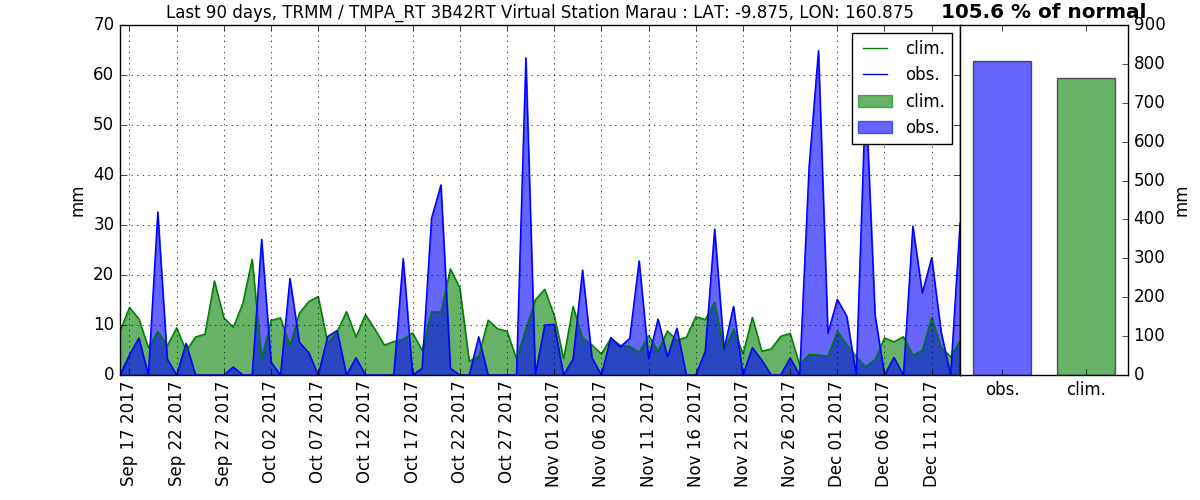 Last 90 days, TRMM / TMPA_RT 3B42RT Virtual Station Marau : LAT: -9.875, LON: 160.875
105.6 % of normal
70
60
50
40
30
20
10
0
mm
clim.
obs.
clim.
obs.
900
800
700
600
500
400
300
200
100
0
mm
obs.
clim.
Sep 17 2017
Sep 22 2017
Sep 27 2017
Oct 02 2017
Oct 07 2017
Oct 12 2017
Oct 17 2017
Oct 22 2017
Oct 27 2017
Nov 01 2017
Nov 06 2017
Nov 11 2017
Nov 16 2017
Nov 21 2017
Nov 26 2017
Dec 01 2017
Dec 06 2017
Dec 11 2017